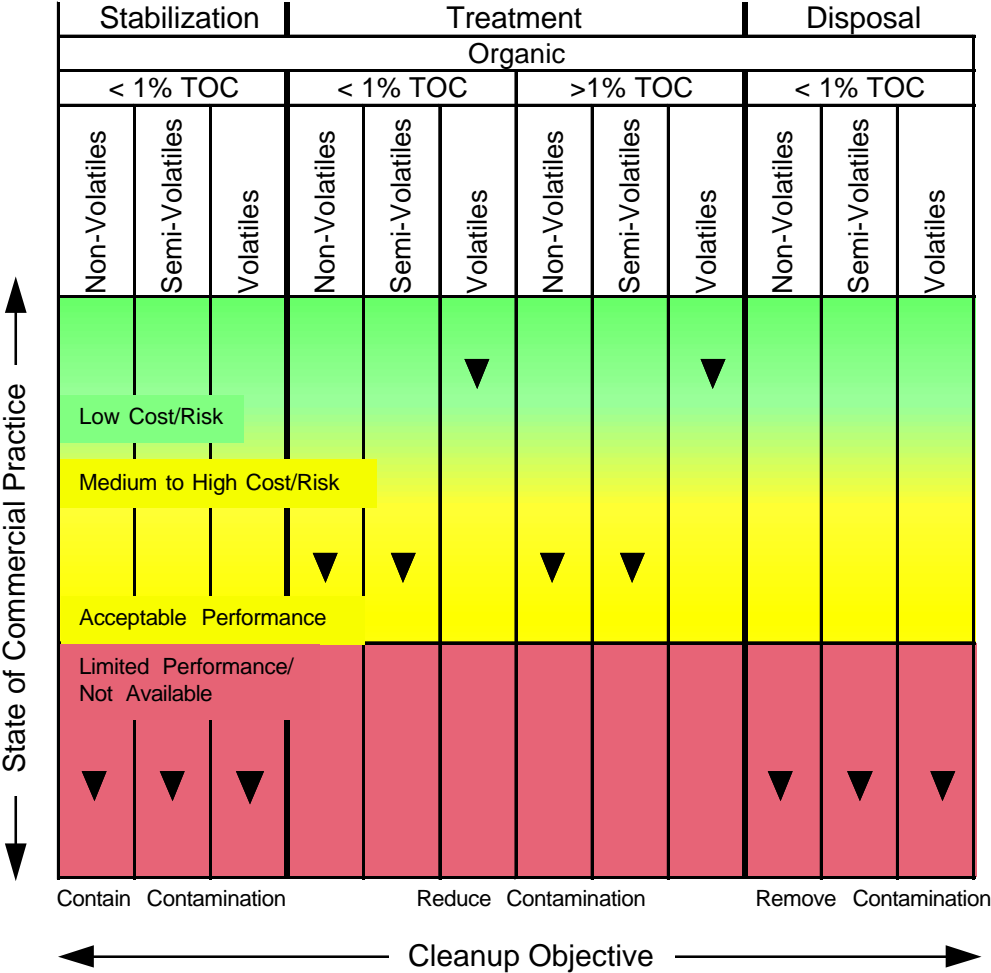 Stabilization Treatment Disposal
Organic
< 1% TOC < 1% TOC >1% TOC < 1% TOC
Non-Volatiles Semi-Volatiles Volatiles Non-Volatiles Semi-Volatiles Volatiles Non-Volatiles Semi-Volatiles Volatiles Non-Volatiles Semi-Volatiles Volatiles
State of Commercial Practice
Low Cost/Risk
Medium to High Cost/Risk
Acceptable Performance
Limited Performance/
Not Available
Contain Contamination Reduce Contamination Remove Contamination
Cleanup Objective